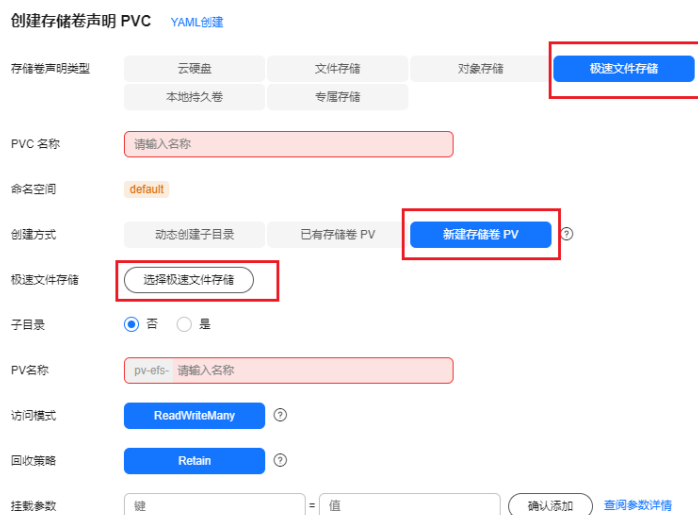 创建存储卷声明 PVC YAML创建
存储卷声明类型 云硬盘 文件存储 对象存储 极速文件存储
本地持久卷 专属存储
PVC 名称 请输入名称
命名空间 default
创建方式 动态创建子目录 已有存储卷 PV 新建存储卷 PV ?
极速文件存储 选择极速文件存储
子目录 否 是
PV名称 pv-efs- 请输入名称
访问模式 ReadWriteMany ?
回收策略 Retain ?
挂载参数 键 = 值 确认添加 查阅参数详情